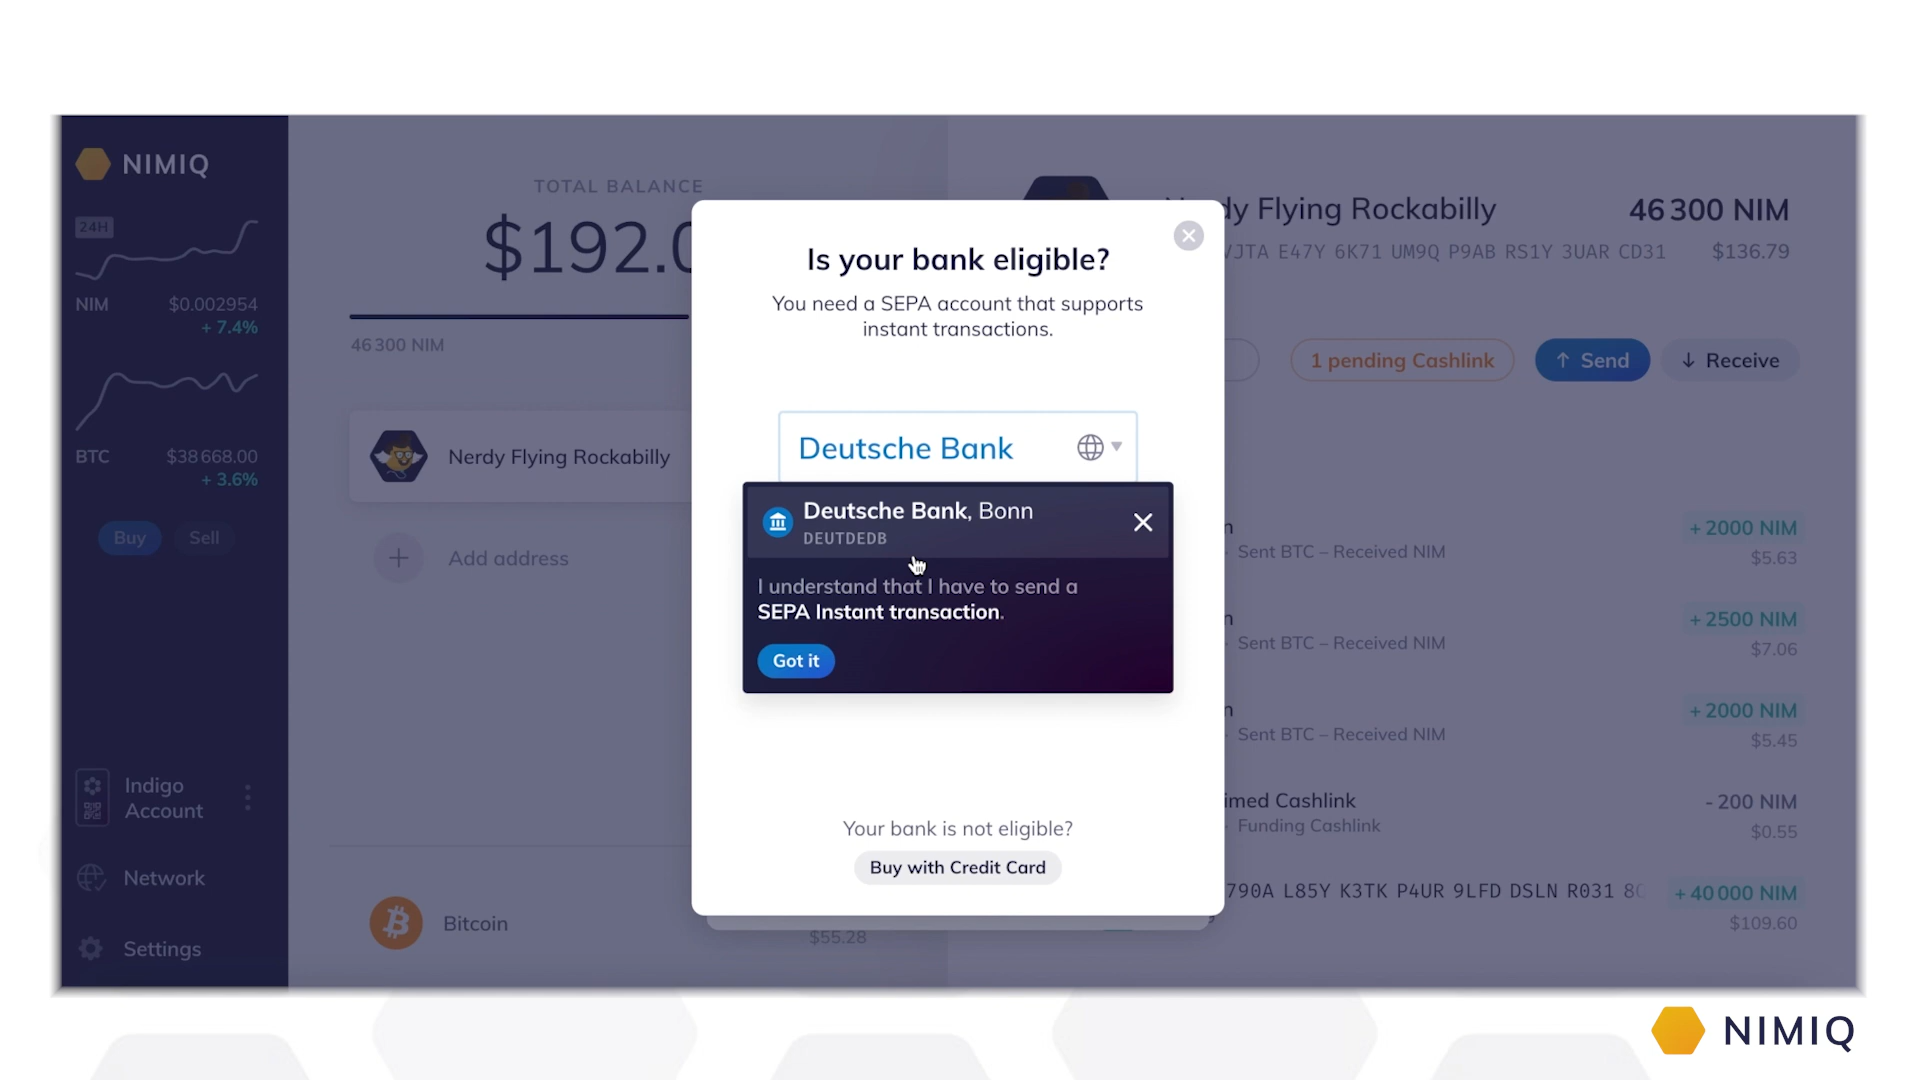 NIMIQ
24H
NIM $0.002954
+ 7.4%
BTC $38 668.00
+ 3.6%
Buy Sell
Indigo
Account
Network
Settings
TOTAL BALANCE
$192.0
46 300 NIM
Nerdy Flying Rockabilly
Add address
Bitcoin
$55.28
Is your bank eligible?
You need a SEPA account that supports
instant transactions.
Deutsche Bank
Deutsche Bank, Bonn
DEUTDEDB
I understand that I have to send a
SEPA Instant transaction.
Got it
Your bank is not eligible?
Buy with Credit Card
Flying Rockabilly 46 300 NIM
VJTA E47Y 6K71 UM9Q P9AB RS1Y 3UAR CD31 $136.79
1 pending Cashlink ↑ Send ↓ Receive
+ 2000 NIM
Sent BTC – Received NIM $5.63
+ 2500 NIM
Sent BTC – Received NIM $7.06
+ 2000 NIM
Sent BTC – Received NIM $5.45
imed Cashlink - 200 NIM
Funding Cashlink $0.55
790A L85Y K3TK P4UR 9LFD DSLN R031 + 40 000 NIM
$109.60
NIMIQ